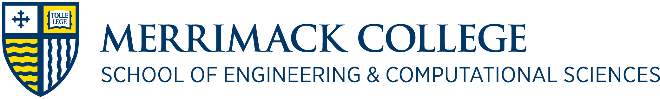 TOLLE
LEGE
MERRIMACK COLLEGE
SCHOOL OF ENGINEERING & COMPUTATIONAL SCIENCES